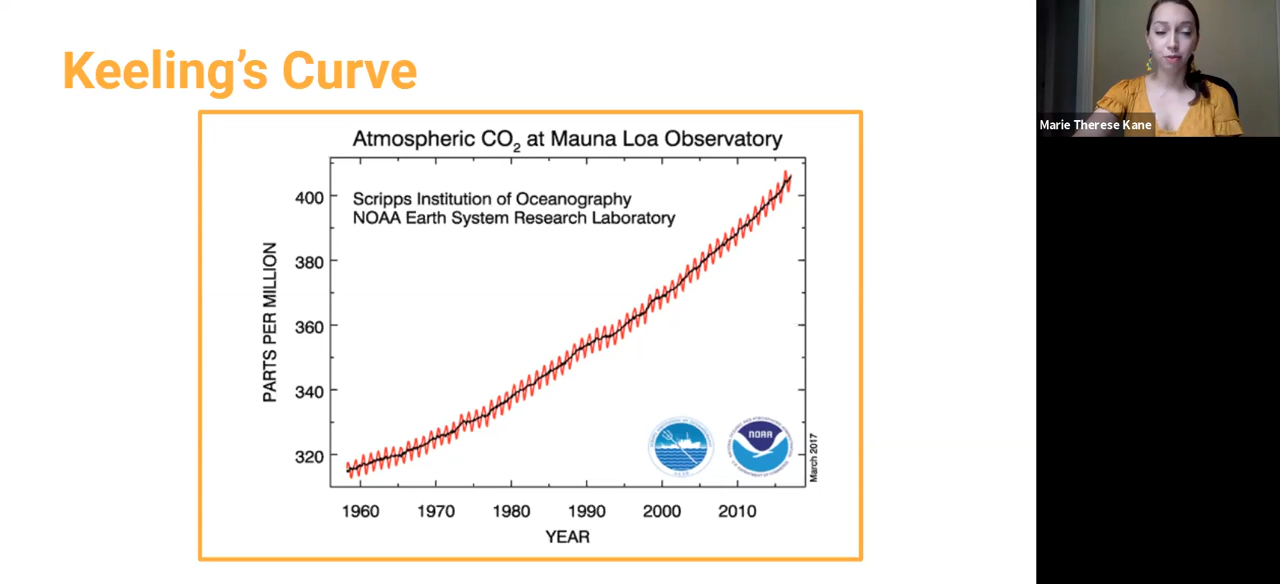 Keeling’s Curve
Atmospheric CO2 at Mauna Loa Observatory
Scripps Institution of Oceanography
NOAA Earth System Research Laboratory
PARTS PER MILLION
400
380
360
340
320
1960 1970 1980 1990 2000 2010
YEAR
NOAA
March 2017
Marie Therese Kane